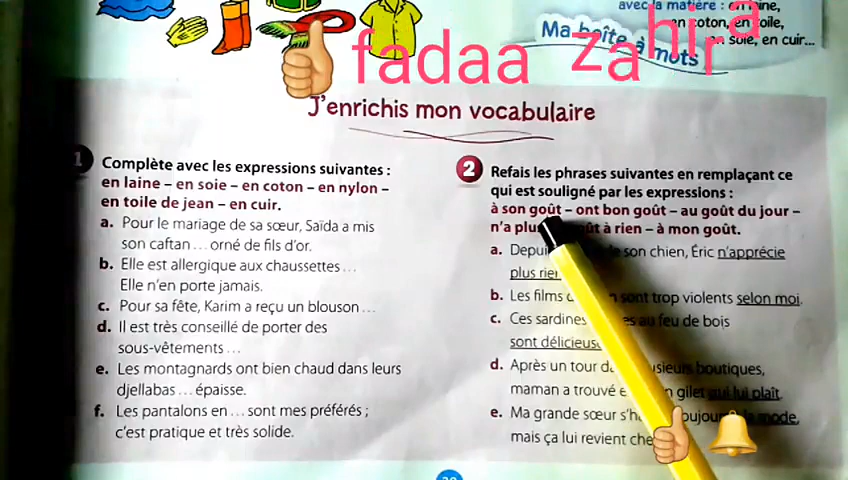 avec la matière : en laine,
en coton, en toile,
en soie, en cuir...
Ma boîte à mots
fadaa zahira
J'enrichis mon vocabulaire
1 Complète avec les expressions suivantes :
en laine – en soie – en coton – en nylon –
en toile de jean – en cuir.
a. Pour le mariage de sa sœur, Saïda a mis
son caftan ... orné de fils d'or.
b. Elle est allergique aux chaussettes ...
Elle n'en porte jamais.
c. Pour sa fête, Karim a reçu un blouson ...
d. Il est très conseillé de porter des
sous-vêtements ...
e. Les montagnards ont bien chaud dans leurs
djellabas ... épaisse.
f. Les pantalons en ... sont mes préférés ;
c'est pratique et très solide.
2 Refais les phrases suivantes en remplaçant ce
qui est souligné par les expressions :
à son goût – ont bon goût – au goût du jour –
n'a plus goût à rien – à mon goût.
a. Depuis son chien, Éric n'apprécie
plus rien
b. Les films sont trop violents selon moi.
c. Ces sardines au feu de bois
sont délicieuses
d. Après un tour plusieurs boutiques,
maman a trouvé un gilet qui lui plaît.
e. Ma grande sœur toujours mode,
mais ça lui revient